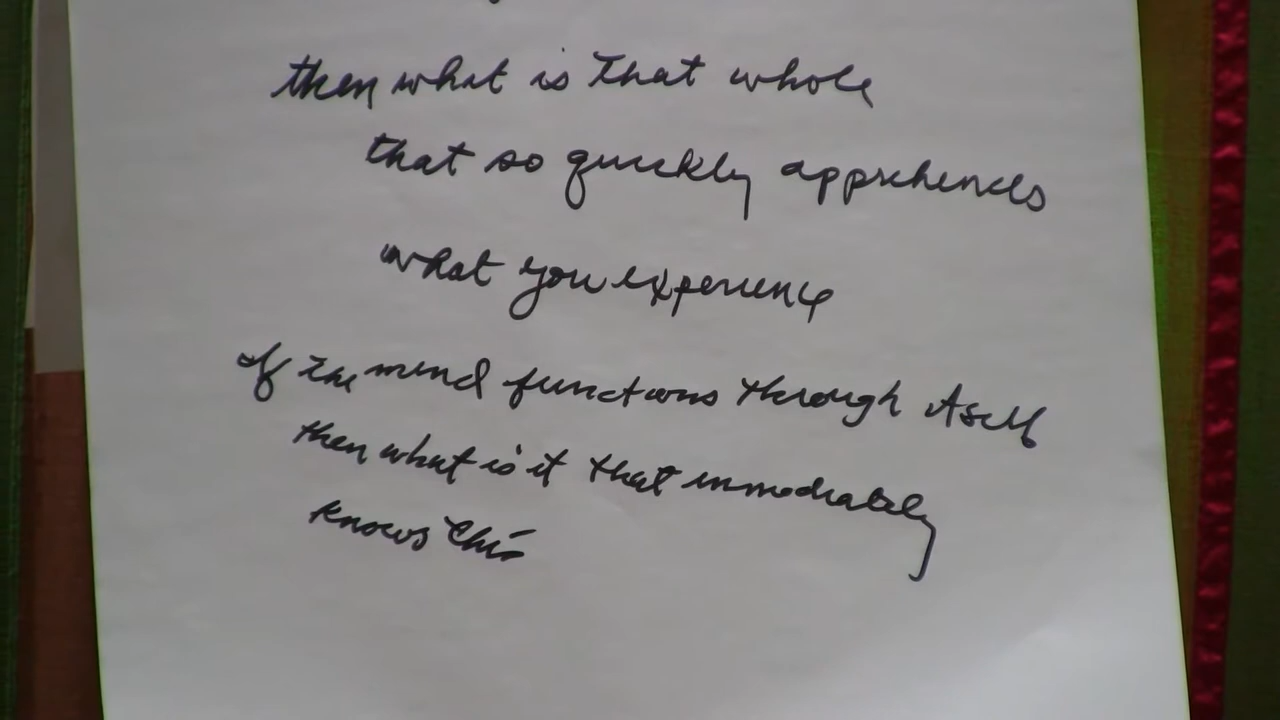 then what is that whole
that so quickly apprehends
what you experience
if the mind functions through itself
then what is it that immediately
knows this